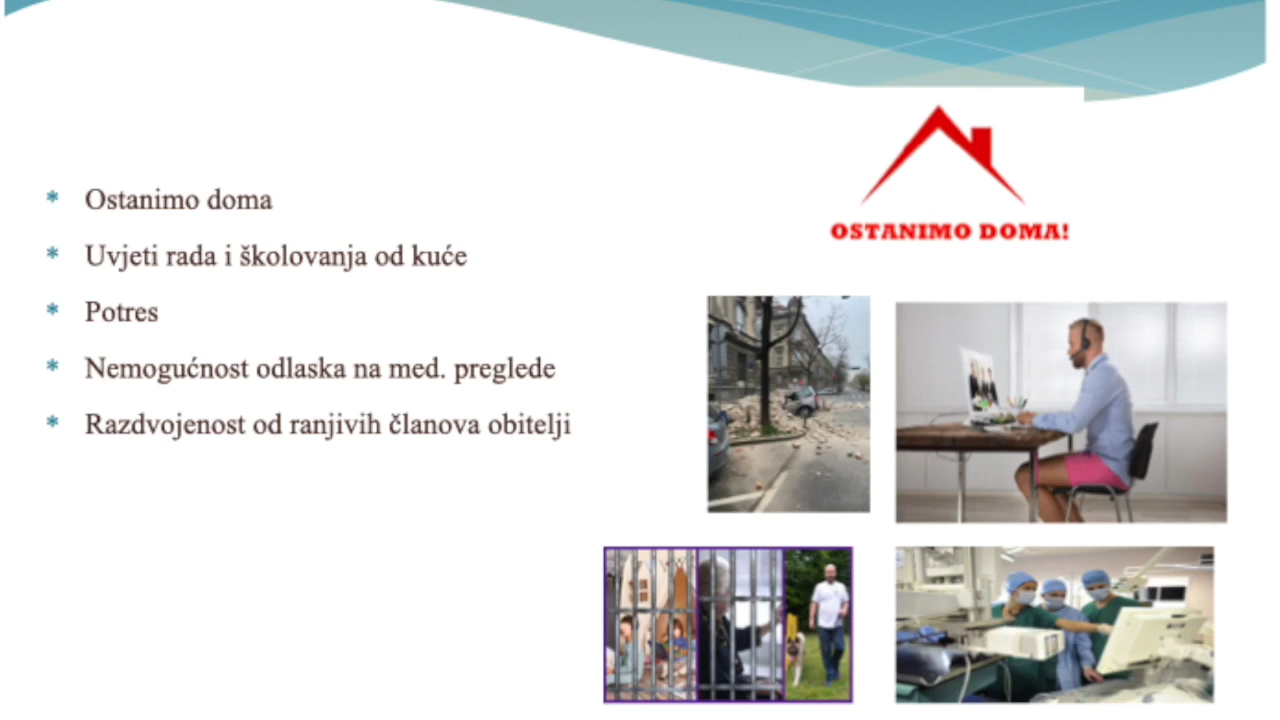 Ostanimo doma
Uvjeti rada i školovanja od kuće
Potres
Nemogućnost odlaska na med. preglede
Razdvojenost od ranjivih članova obitelji
OSTANIMO DOMA!